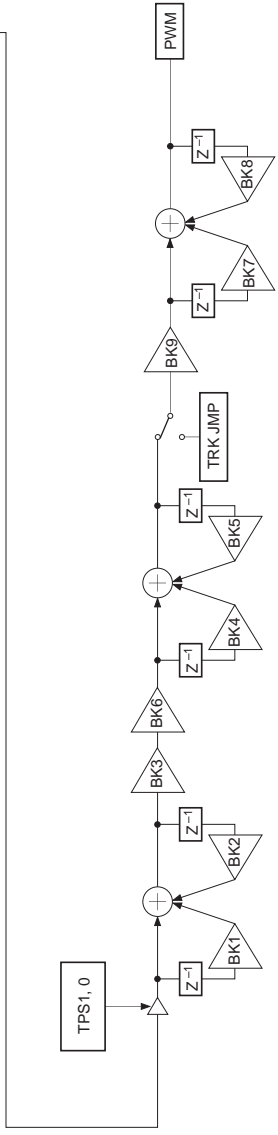 TPS1, 0
Z⁻¹
BK1
BK2
Z⁻¹
BK3
BK6
Z⁻¹
BK4
BK5
Z⁻¹
TRK JMP
BK9
Z⁻¹
BK7
BK8
Z⁻¹
PWM